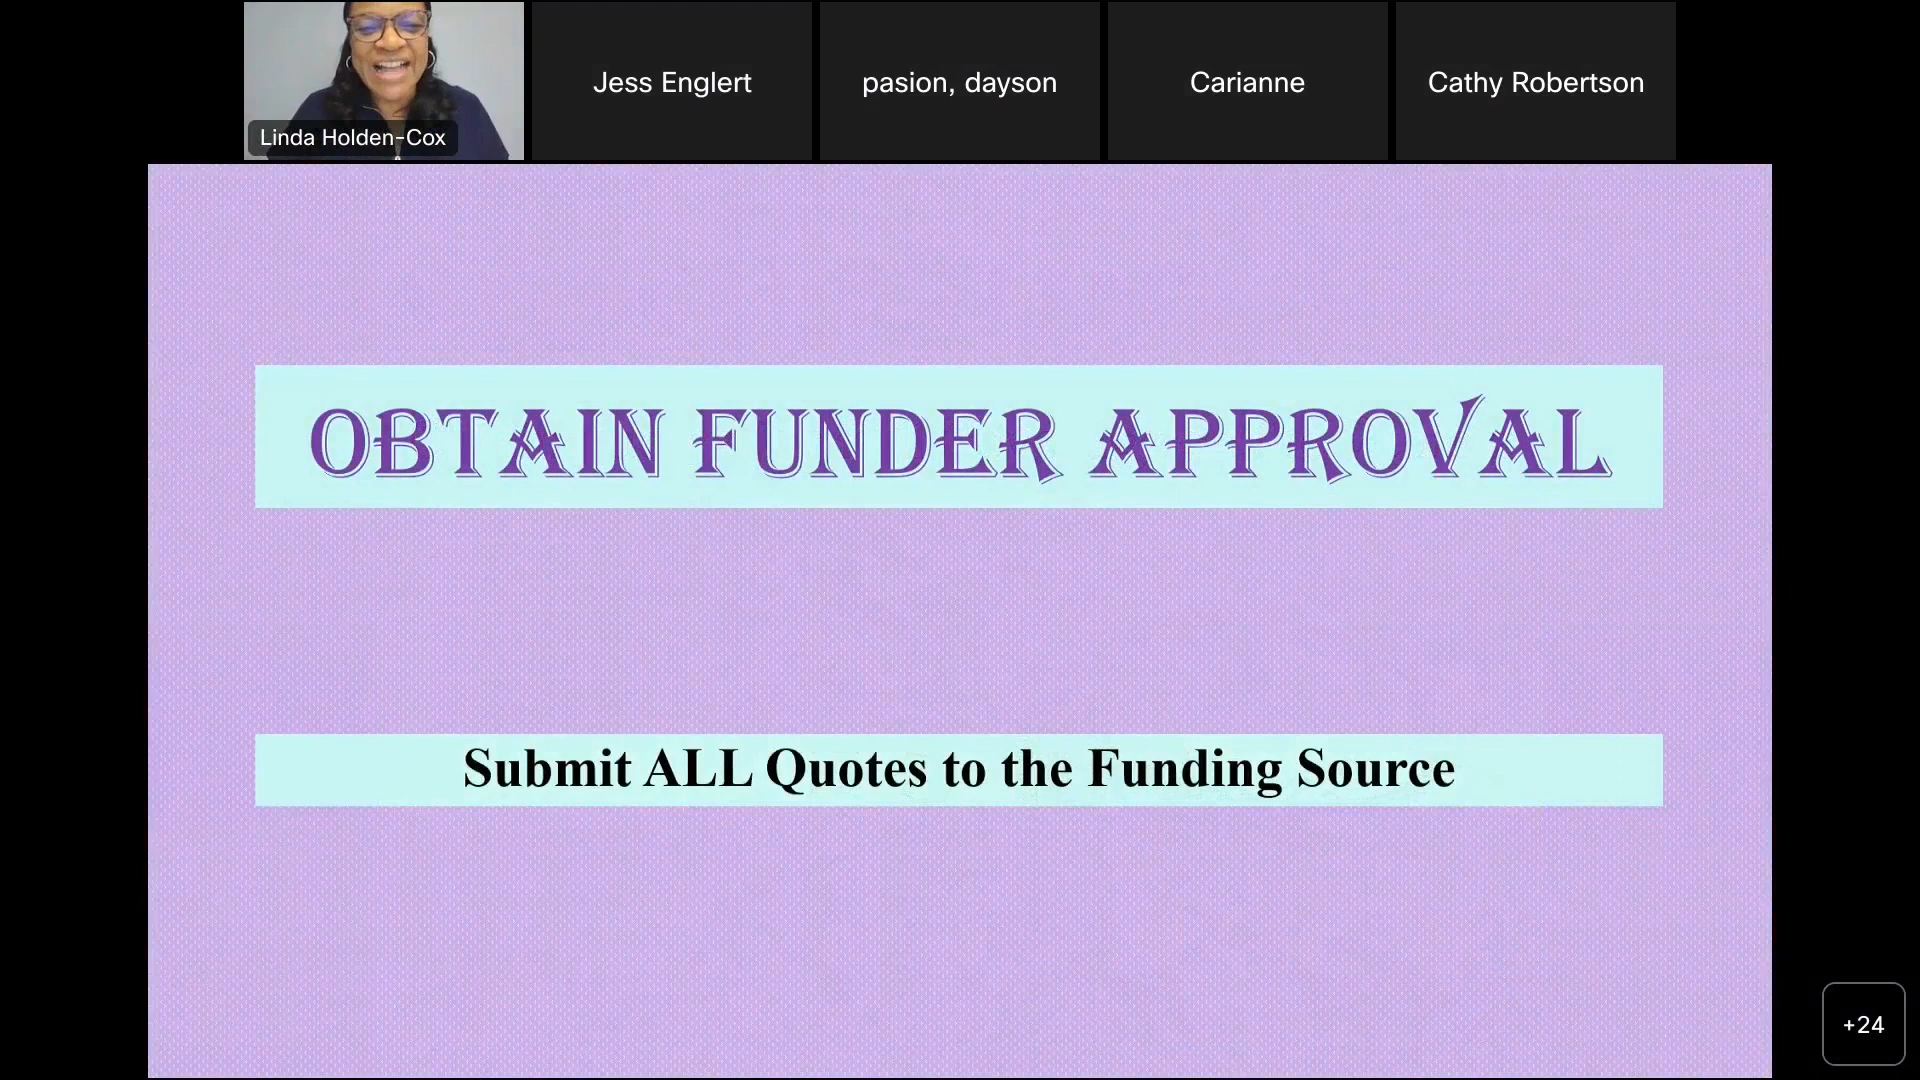 Linda Holden-Cox
Jess Englert
pasion, dayson
Carianne
Cathy Robertson
OBTAIN FUNDER APPROVAL
Submit ALL Quotes to the Funding Source
+24